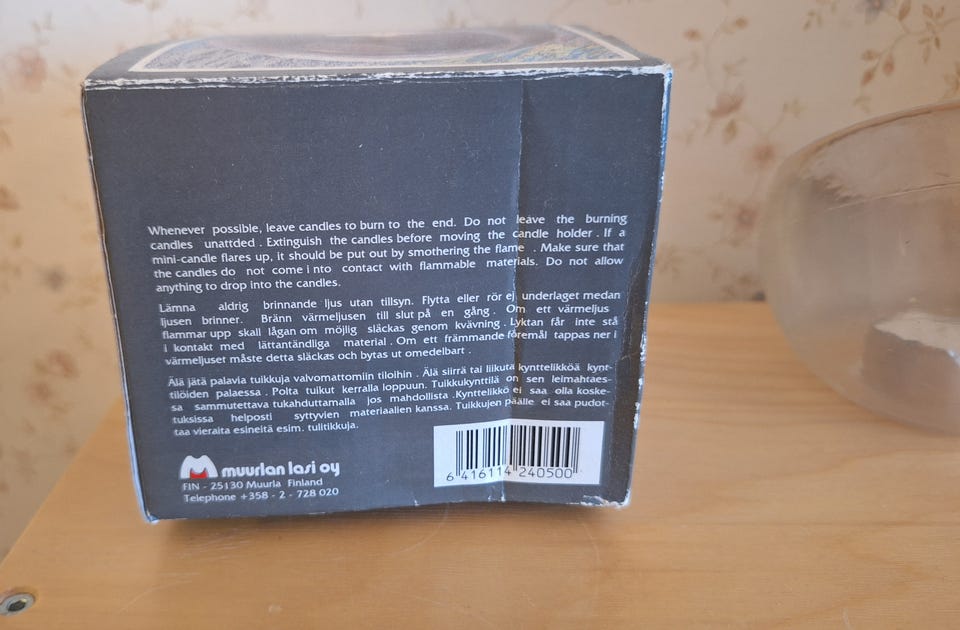 Whenever possible, leave candles to burn to the end. Do not leave the burning
candles unattded . Extinguish the candles before moving the candle holder . If a
mini-candle flares up, it should be put out by smothering the flame . Make sure that
the candles do not come into contact with flammable materials. Do not allow
anything to drop into the candles.
Lämna aldrig brinnande ljus utan tillsyn. Flytta eller rör ej underlaget medan
ljusen brinner. Bränn värmeljusen till slut på en gång . Om ett värmeljus
flammar upp skall lågan om möjlig släckas genom kvävning . Lyktan får inte stå
i kontakt med lättantändliga material . Om ett främmande föremål tappas ner i
värmeljuset måste detta släckas och bytas ut omedelbart .
Älä jätä palavia tuikkuja valvomattomiin tiloihin . Älä siirrä tai liikuta kynttelikköä kynt-
tilöiden palaessa . Polta tuikut kerralla loppuun. Tuikkukynttilä on sen leimahtaes-
sa sammutettava tukahduttamalla jos mahdollista .Kynttelikkö ei saa olla koske-
tuksissa helposti syttyvien materiaalien kanssa. Tuikkujen päälle ei saa pudot-
taa vieraita esineitä esim. tulitikkuja.
muurlan lasi oy
FIN - 25130 Muurla Finland
Telephone +358 - 2 - 728 020
6 416114 240500